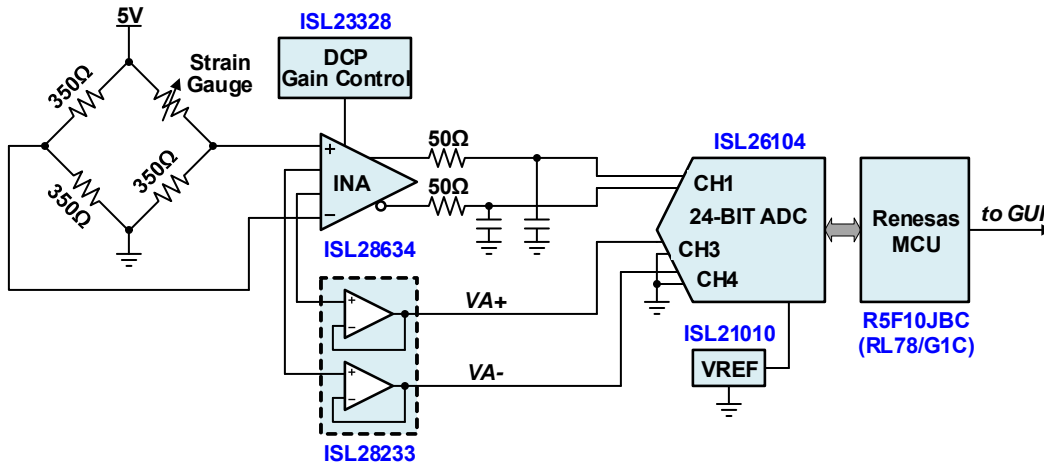 5V
350Ω
Strain
Gauge
350Ω
350Ω
ISL23328
DCP
Gain Control
+
INA
−
ISL28634
50Ω
50Ω
ISL26104
CH1
24-BIT ADC
CH3
CH4
Renesas
MCU
to GUI
R5F10JBC
(RL78/G1C)
ISL21010
VREF
+
−
VA+
+
−
VA-
ISL28233